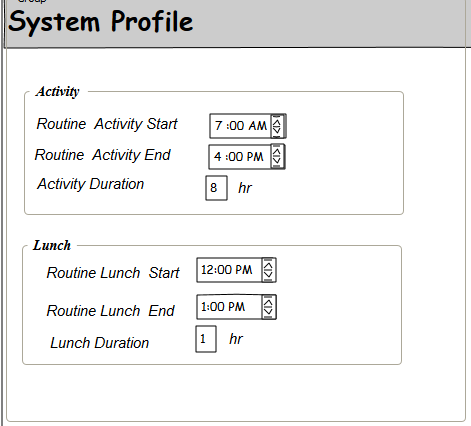 Group
System Profile
Activity
Routine Activity Start 7 :00 AM
Routine Activity End 4 :00 PM
Activity Duration 8 hr
Lunch
Routine Lunch Start 12:00 PM
Routine Lunch End 1:00 PM
Lunch Duration 1 hr